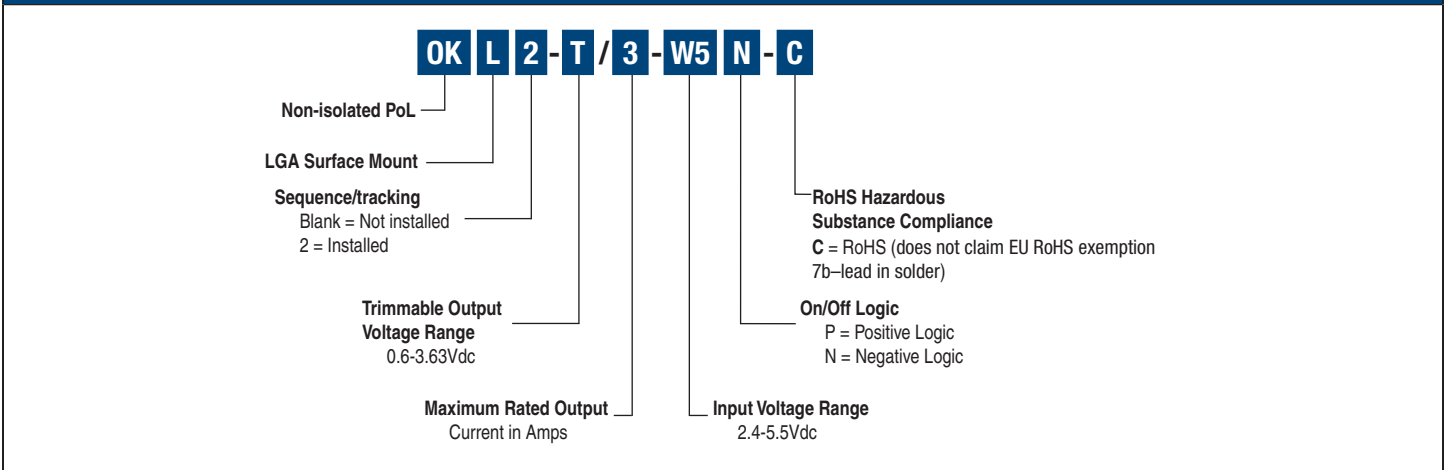 OK L 2 - T / 3 - W5 N - C
Non-isolated PoL
LGA Surface Mount
Sequence/tracking
Blank = Not installed
2 = Installed
RoHS Hazardous
Substance Compliance
C = RoHS (does not claim EU RoHS exemption
7b–lead in solder)
Trimmable Output
Voltage Range
0.6-3.63Vdc
On/Off Logic
P = Positive Logic
N = Negative Logic
Maximum Rated Output
Current in Amps
Input Voltage Range
2.4-5.5Vdc